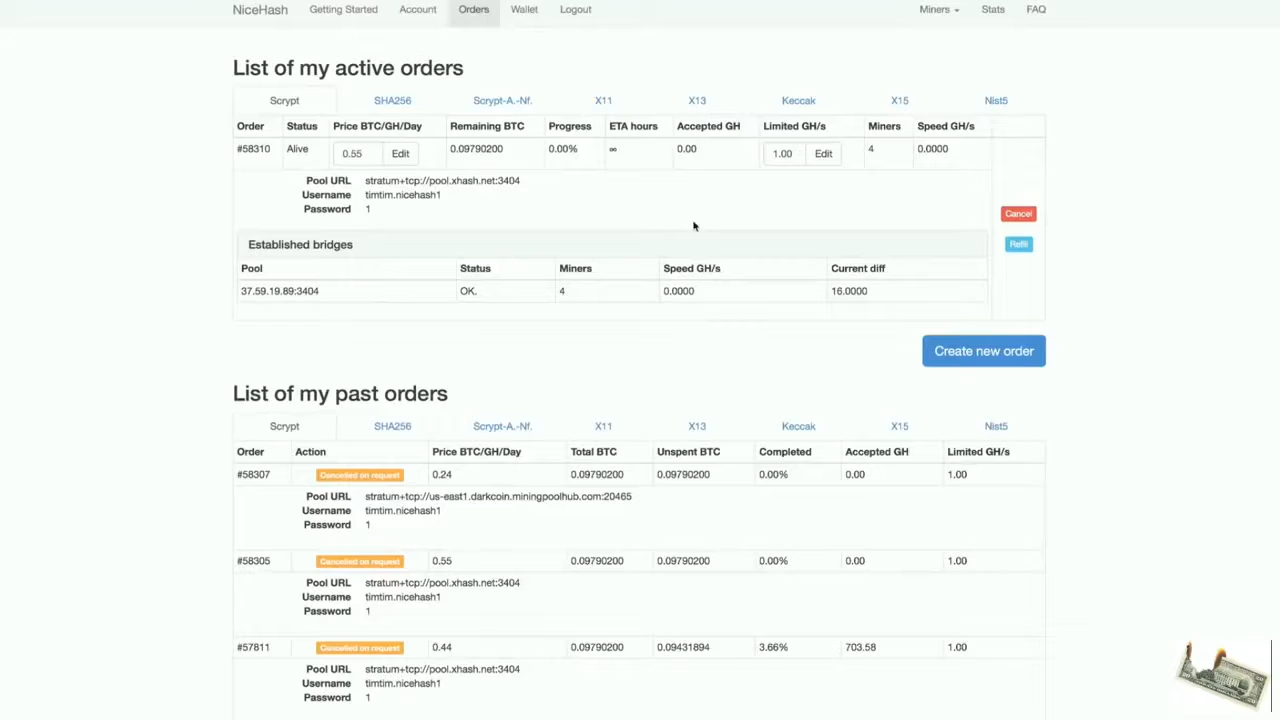 NiceHash Getting Started Account Orders Wallet Logout Miners Stats FAQ
List of my active orders
Scrypt SHA256 Scrypt-A.-Nf. X11 X13 Keccak X15 Nist5
Order Status Price BTC/GH/Day Remaining BTC Progress ETA hours Accepted GH Limited GH/s Miners Speed GH/s
#58310 Alive 0.55 Edit 0.09790200 0.00% ∞ 0.00 1.00 Edit 4 0.0000
Pool URL stratum+tcp://pool.xhash.net:3404
Username timtim.nicehash1
Password 1
Cancel
Refill
Established bridges
Pool Status Miners Speed GH/s Current diff
37.59.19.89:3404 OK. 4 0.0000 16.0000
Create new order
List of my past orders
Scrypt SHA256 Scrypt-A.-Nf. X11 X13 Keccak X15 Nist5
Order Action Price BTC/GH/Day Total BTC Unspent BTC Completed Accepted GH Limited GH/s
#58307 Cancelled on request 0.24 0.09790200 0.09790200 0.00% 0.00 1.00
Pool URL stratum+tcp://us-east1.darkcoin.miningpoolhub.com:20465
Username timtim.nicehash1
Password 1
#58305 Cancelled on request 0.55 0.09790200 0.09790200 0.00% 0.00 1.00
Pool URL stratum+tcp://pool.xhash.net:3404
Username timtim.nicehash1
Password 1
#57811 Cancelled on request 0.44 0.09790200 0.09431894 3.66% 703.58 1.00
Pool URL stratum+tcp://pool.xhash.net:3404
Username timtim.nicehash1
Password 1